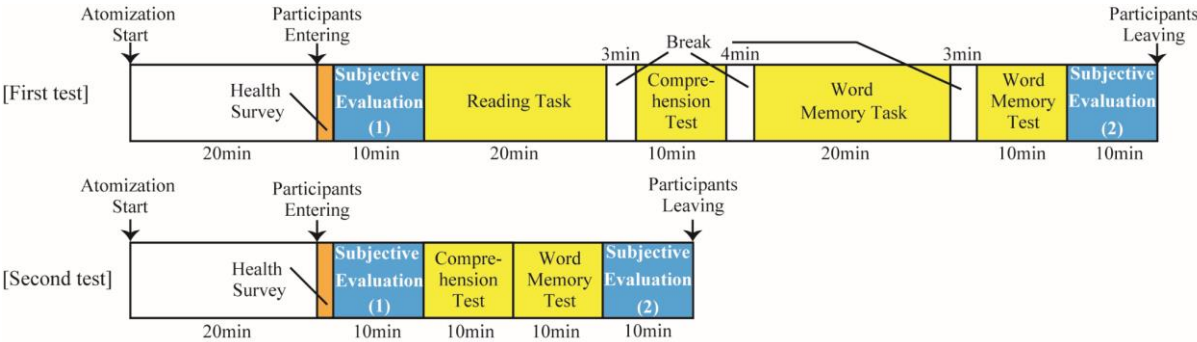 Atomization
Start
Participants
Entering
Participants
Leaving
Break
3min
4min
3min
[First test]
Health
Survey
Subjective
Evaluation
(1)
Reading Task
Compre-
hension
Test
Word
Memory Task
Word
Memory
Test
Subjective
Evaluation
(2)
20min
10min
20min
10min
20min
10min
10min
Atomization
Start
Participants
Entering
Participants
Leaving
[Second test]
Health
Survey
Subjective
Evaluation
(1)
Compre-
hension
Test
Word
Memory
Test
Subjective
Evaluation
(2)
20min
10min
10min
10min
10min